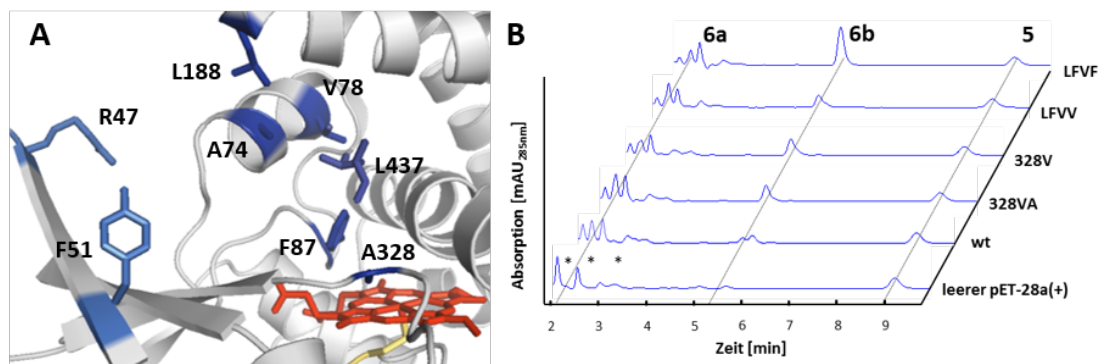 A
L188
V78
R47
A74
L437
F51
F87
A328
B
6a 6b 5
LFVF
LFVV
328V
328VA
wt
leerer pET-28a(+)
* * *
Absorption [mAU285nm]
2 3 4 5 6 7 8 9
Zeit [min]